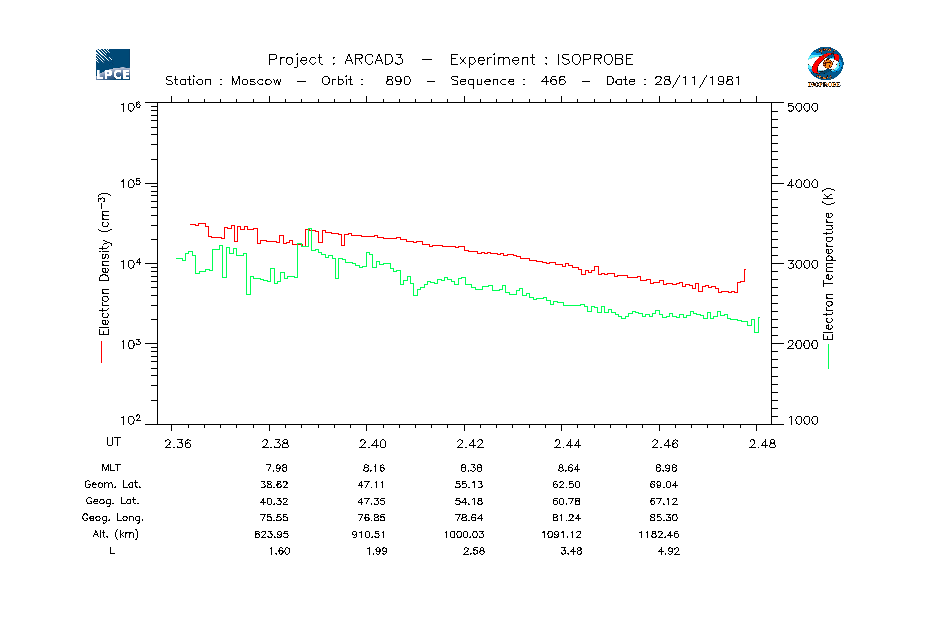 LPCE
Project : ARCAD3 – Experiment : ISOPROBE
ISOPROBE
Station : Moscow – Orbit : 890 – Sequence : 466 – Date : 28/11/1981
10⁶ 5000
10⁵ 4000
10⁴ 3000
10³ 2000
10² 1000
Electron Density (cm⁻³)
Electron Temperature (K)
UT 2.36 2.38 2.40 2.42 2.44 2.46 2.48
MLT 7.98 8.16 8.38 8.64 8.98
Geom. Lat. 38.62 47.11 55.13 62.50 69.04
Geog. Lat. 40.32 47.35 54.18 60.78 67.12
Geog. Long. 75.55 76.85 78.64 81.24 85.30
Alt. (km) 823.95 910.51 1000.03 1091.12 1182.46
L 1.60 1.99 2.58 3.48 4.92